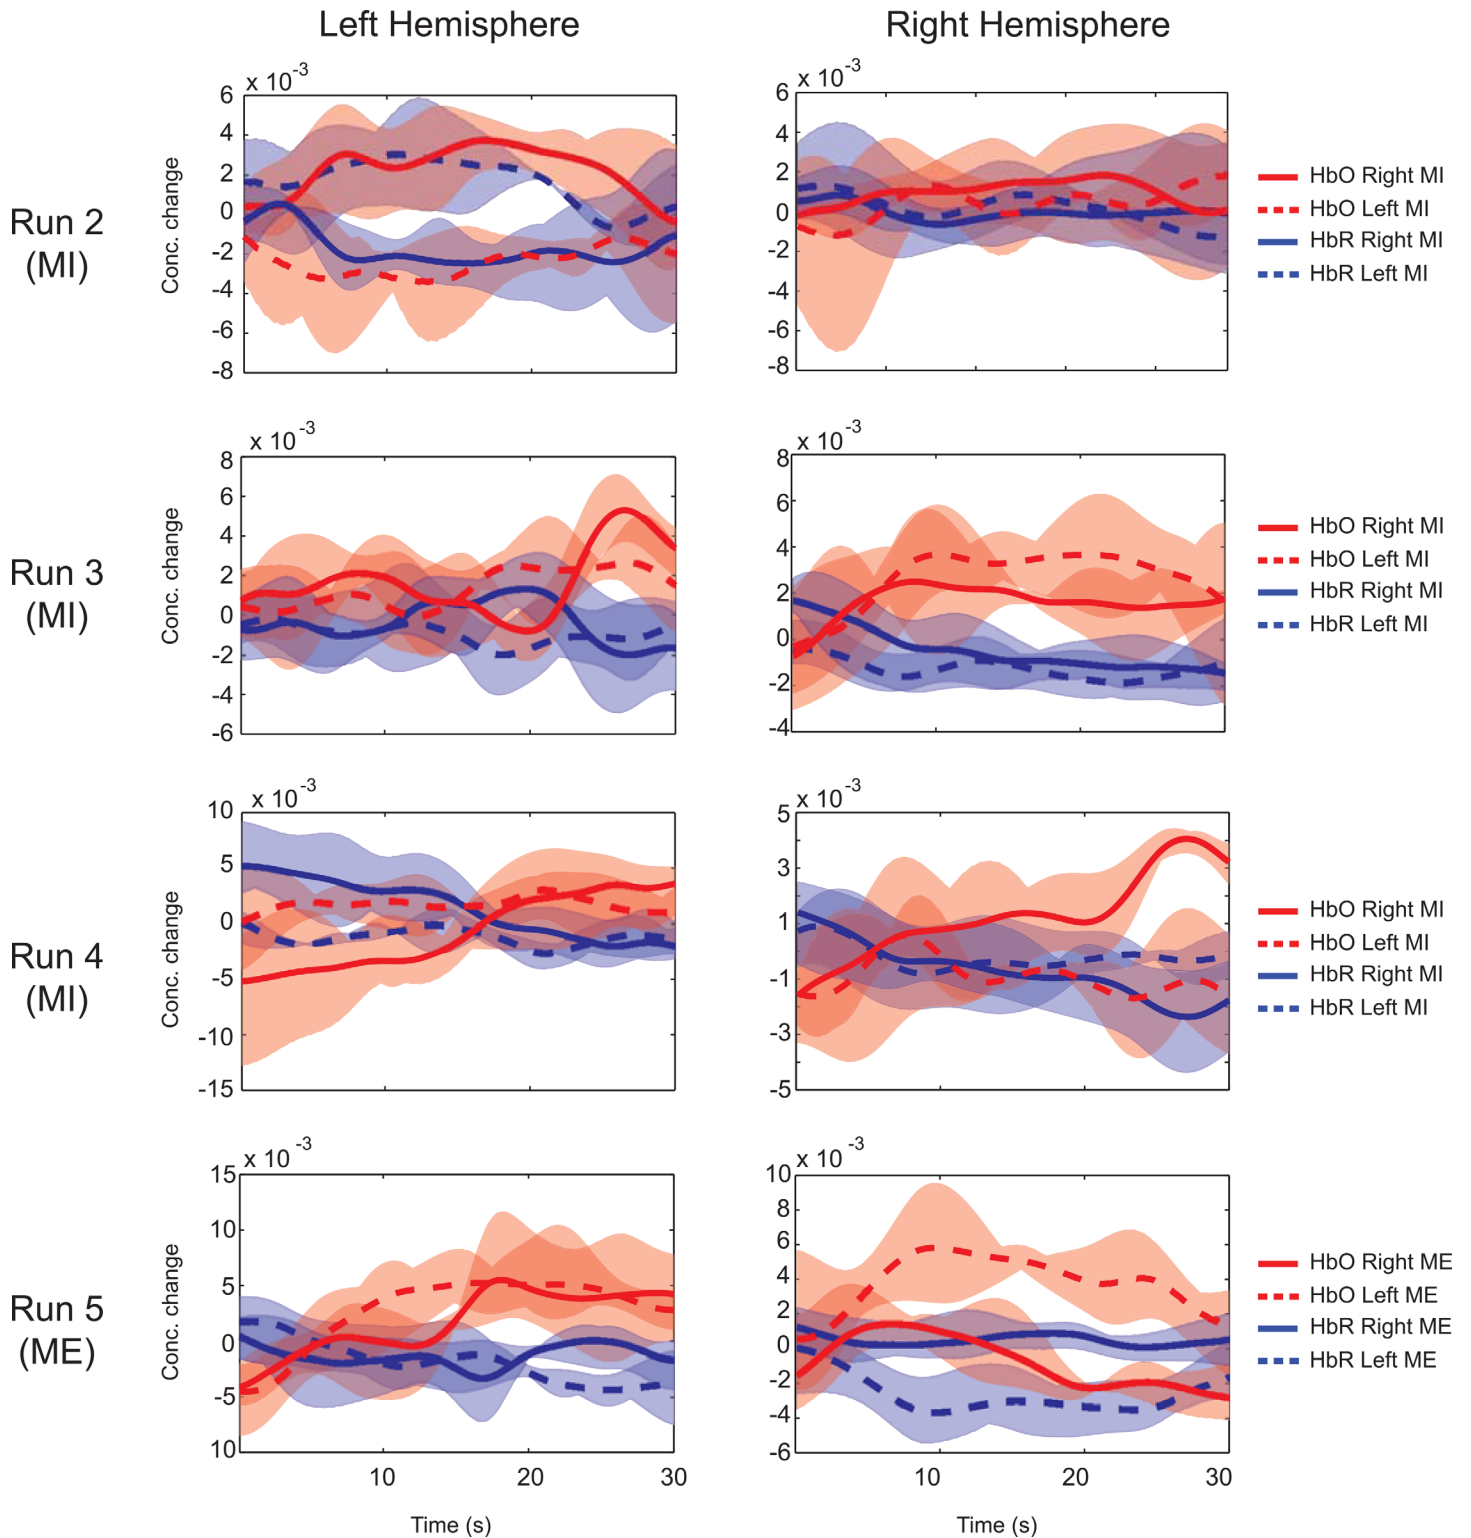 Left Hemisphere
Right Hemisphere
Run 2
(MI)
x 10 -3
Conc. change
6
4
2
0
-2
-4
-6
-8
x 10 -3
6
4
2
0
-2
-4
-6
-8
HbO Right MI
HbO Left MI
HbR Right MI
HbR Left MI
Run 3
(MI)
x 10 -3
Conc. change
8
6
4
2
0
-2
-4
-6
x 10 -3
8
6
4
2
0
-2
-4
HbO Right MI
HbO Left MI
HbR Right MI
HbR Left MI
Run 4
(MI)
x 10 -3
Conc. change
10
5
0
-5
-10
-15
x 10 -3
5
3
1
-1
-3
-5
HbO Right MI
HbO Left MI
HbR Right MI
HbR Left MI
Run 5
(ME)
x 10 -3
Conc. change
15
10
5
0
-5
10
x 10 -3
10
8
6
4
2
0
-2
-4
-6
HbO Right ME
HbO Left ME
HbR Right ME
HbR Left ME
10
20
30
10
20
30
Time (s)
Time (s)